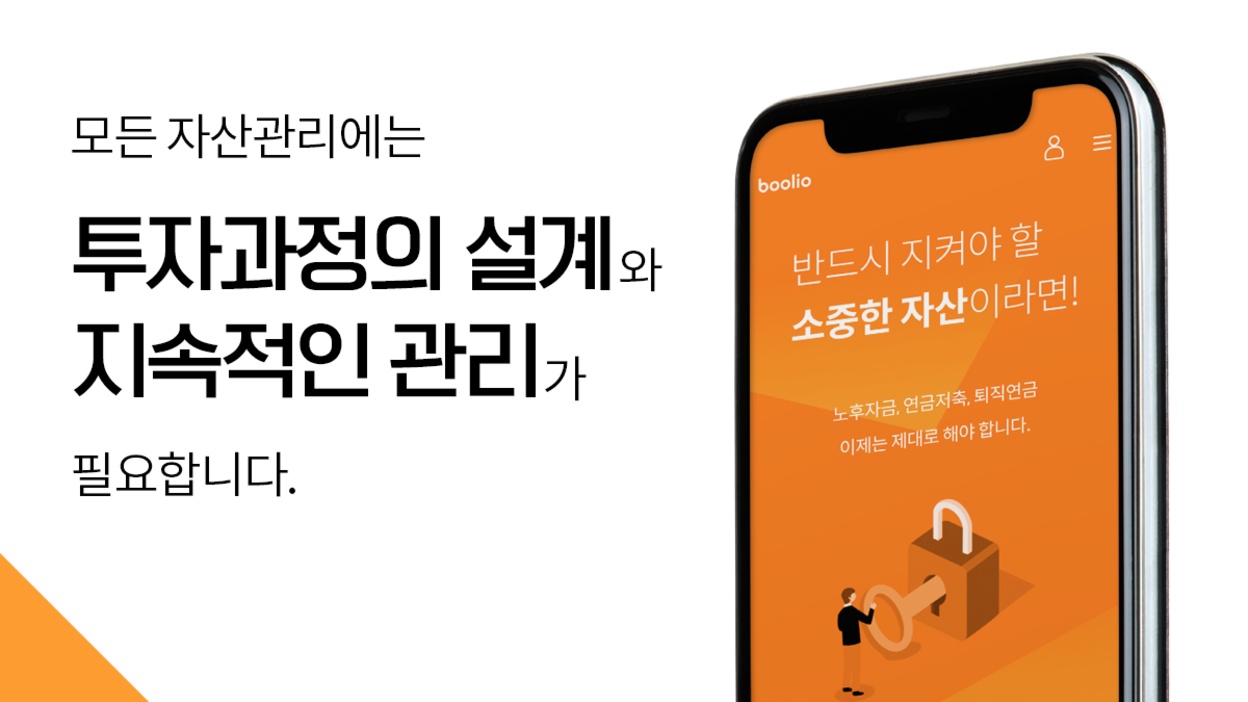 모든 자산관리에는
투자과정의 설계와
지속적인 관리가
필요합니다.
boolio
반드시 지켜야 할
소중한 자산이라면!
노후자금, 연금저축, 퇴직연금
이제는 제대로 해야 합니다.